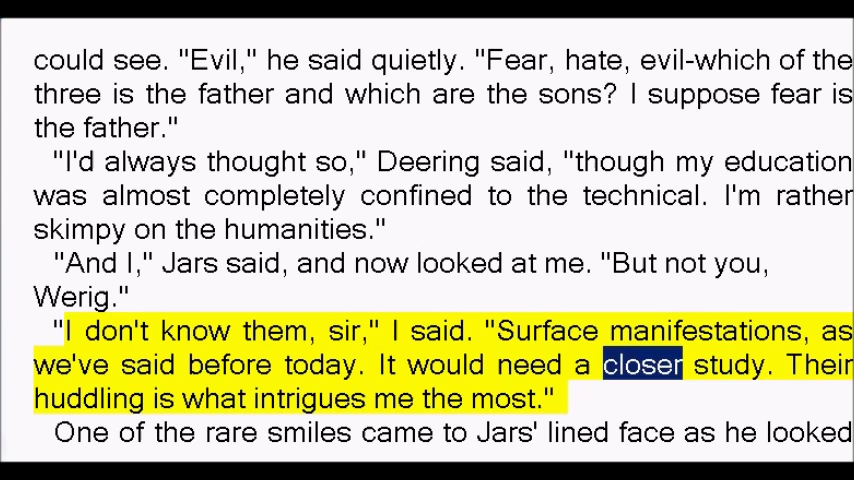 could see. "Evil," he said quietly. "Fear, hate, evil-which of the
three is the father and which are the sons? I suppose fear is
the father."
"I'd always thought so," Deering said, "though my education
was almost completely confined to the technical. I'm rather
skimpy on the humanities."
"And I," Jars said, and now looked at me. "But not you,
Werig."
"I don't know them, sir," I said. "Surface manifestations, as
we've said before today. It would need a closer study. Their
huddling is what intrigues me the most."
One of the rare smiles came to Jars' lined face as he looked